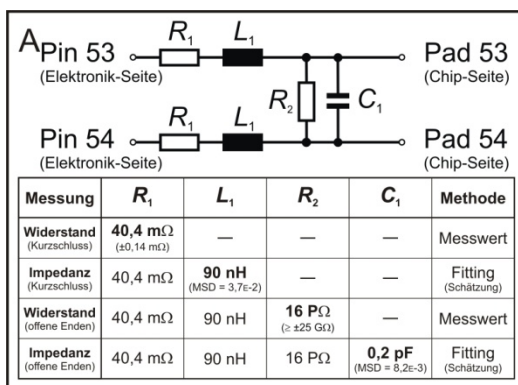 A
R₁ L₁
Pin 53 Pad 53
(Elektronik-Seite) (Chip-Seite)
R₂ C₁
R₁ L₁
Pin 54 Pad 54
(Elektronik-Seite) (Chip-Seite)
Messung R₁ L₁ R₂ C₁ Methode
Widerstand 40,4 mΩ — — — Messwert
(Kurzschluss) (±0,14 mΩ)
Impedanz 40,4 mΩ 90 nH — — Fitting
(Kurzschluss) (MSD = 3,7E-2) (Schätzung)
Widerstand 40,4 mΩ 90 nH 16 PΩ — Messwert
(offene Enden) (≥ ±25 GΩ)
Impedanz 40,4 mΩ 90 nH 16 PΩ 0,2 pF Fitting
(offene Enden) (MSD = 8,2E-3) (Schätzung)